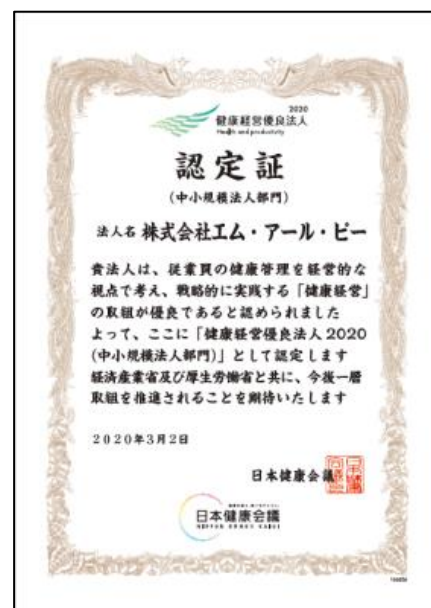 2020
健康経営優良法人
Health and productivity
認定証
(中小規模法人部門)
法人名 株式会社エム・アール・ピー
貴法人は、従業員の健康管理を経営的な
視点で考え、戦略的に実践する「健康経営」
の取組が優良であると認められました
よって、ここに「健康経営優良法人2020
(中小規模法人部門)」として認定します
経済産業省及び厚生労働省と共に、今後一層
取組を推進されることを期待いたします
2020年3月2日
日本健康会議
日本健康会議
NIPPON KENKO KAIGI